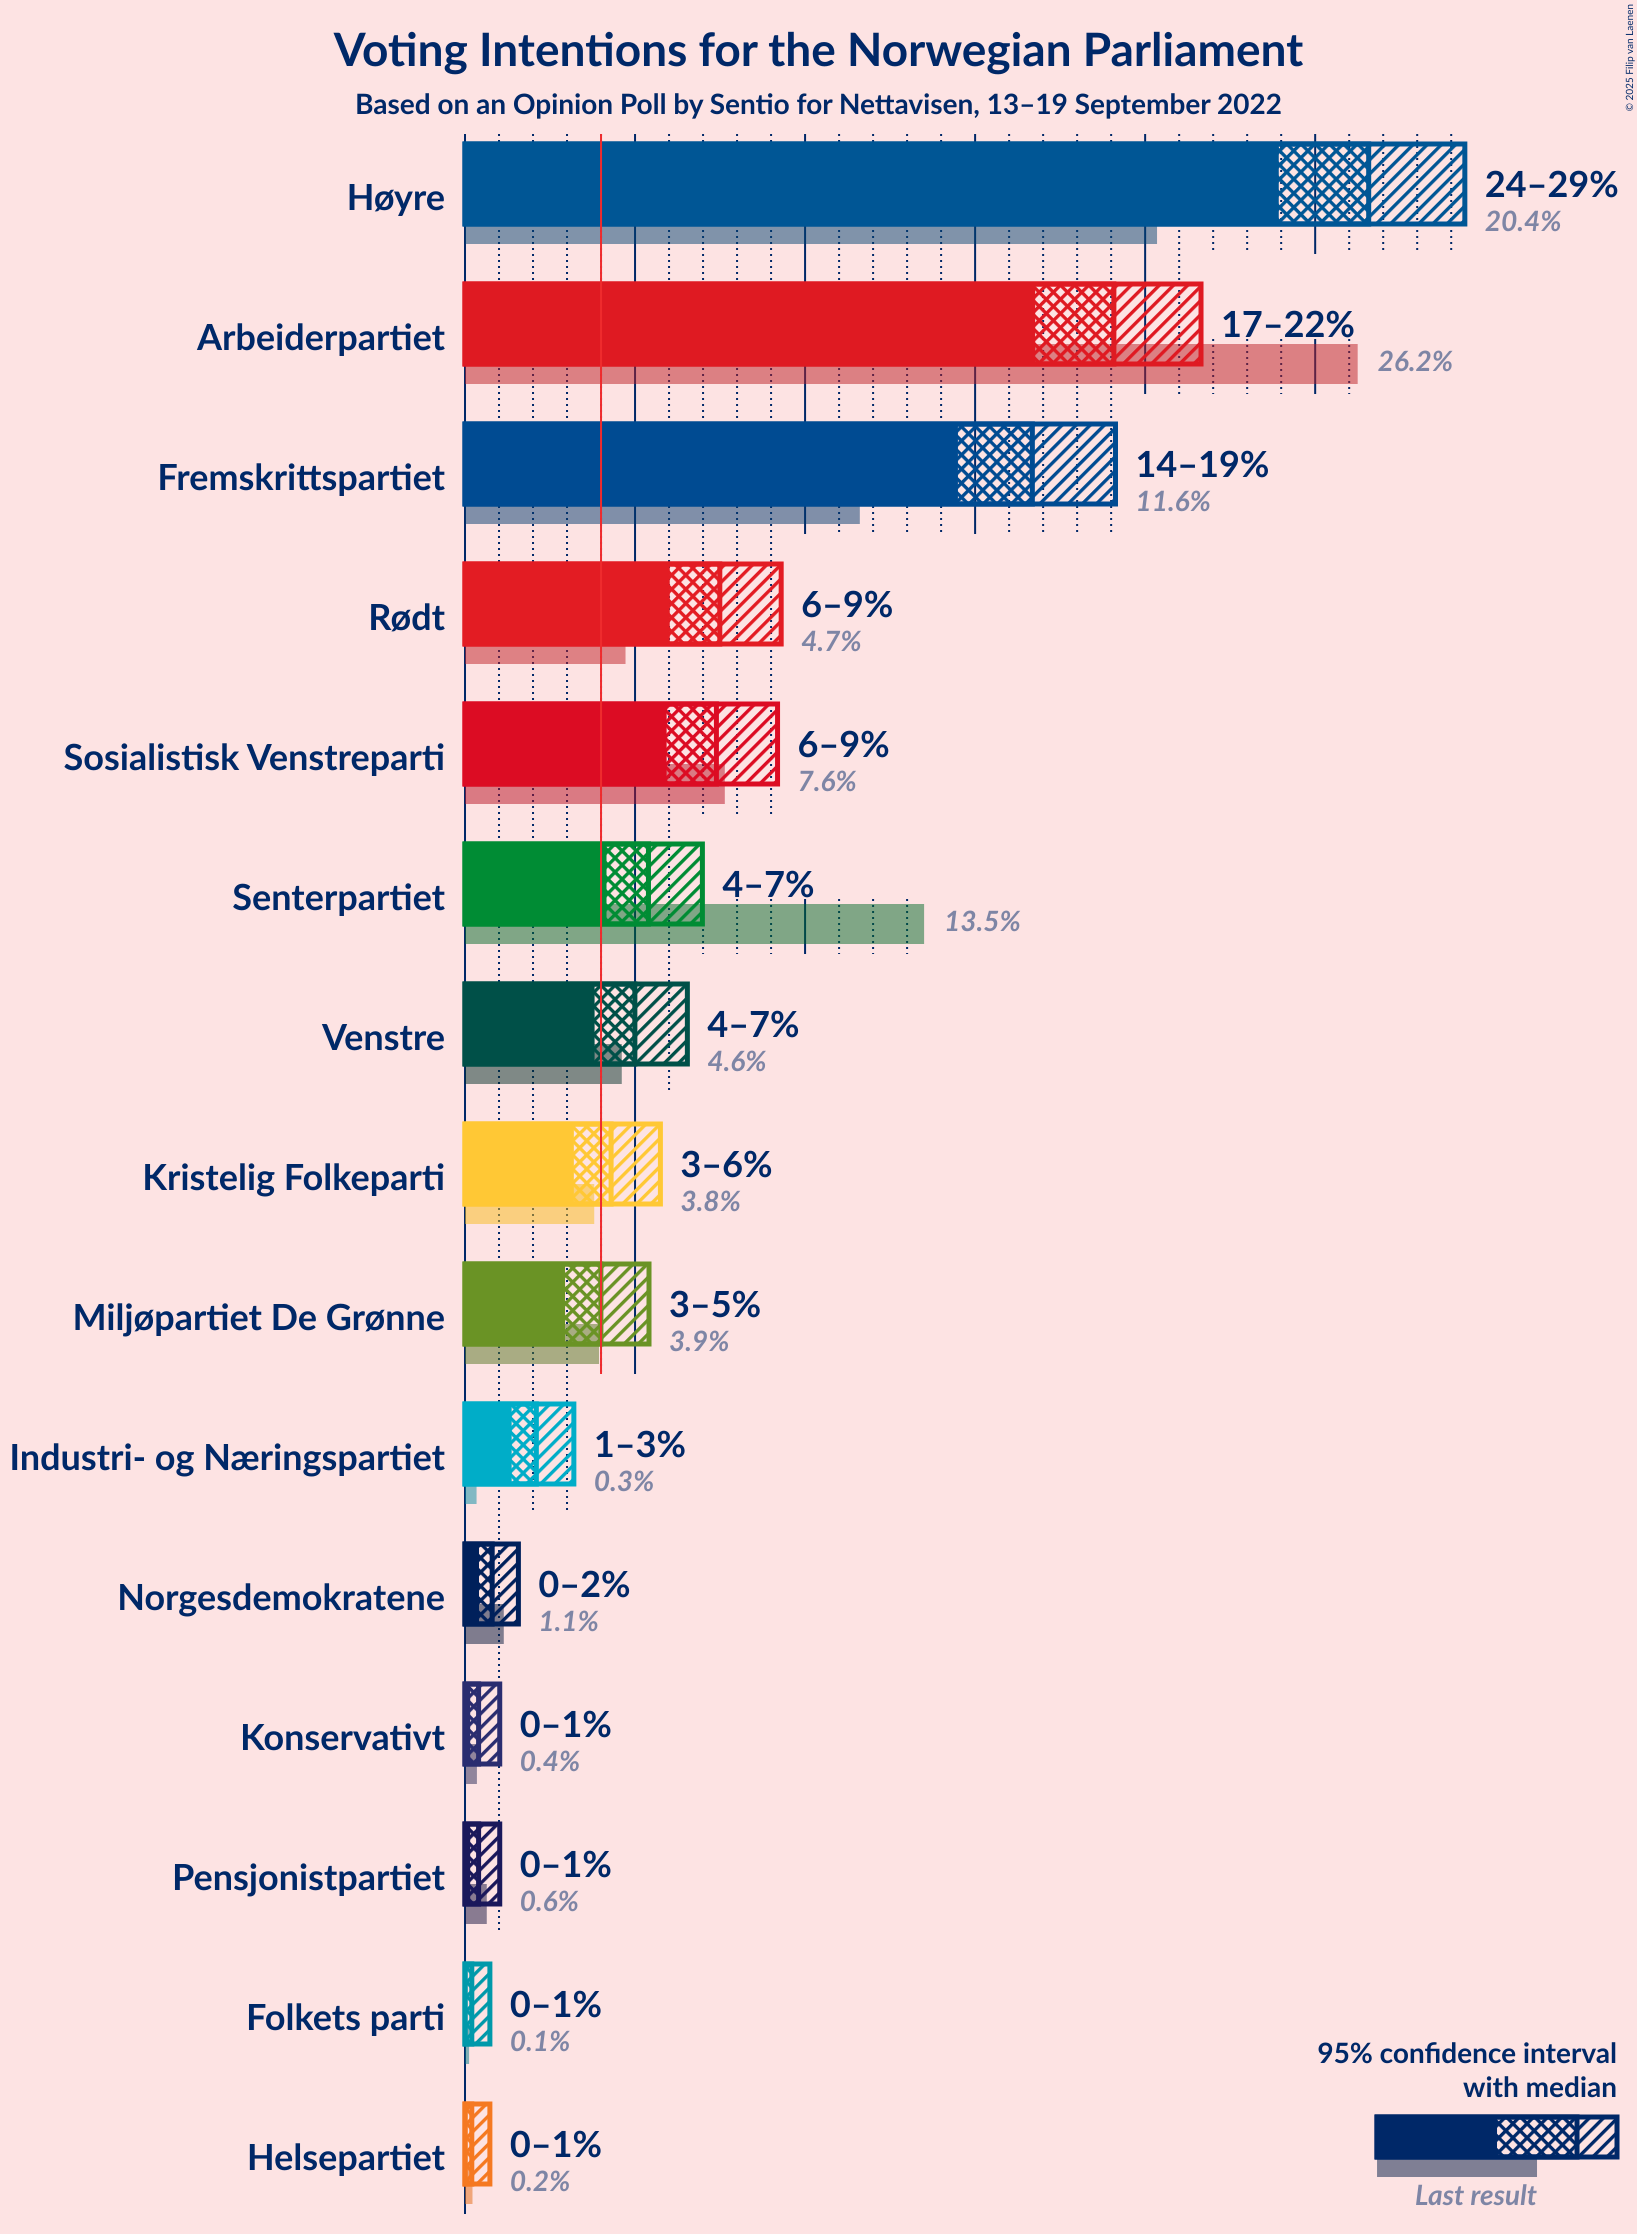 Voting Intentions for the Norwegian Parliament
Based on an Opinion Poll by Sentio for Nettavisen, 13–19 September 2022
© 2025 Filip van Laenen
Høyre
24–29%
20.4%
Arbeiderpartiet
17–22%
26.2%
Fremskrittspartiet
14–19%
11.6%
Rødt
6–9%
4.7%
Sosialistisk Venstreparti
6–9%
7.6%
Senterpartiet
4–7%
13.5%
Venstre
4–7%
4.6%
Kristelig Folkeparti
3–6%
3.8%
Miljøpartiet De Grønne
3–5%
3.9%
Industri- og Næringspartiet
1–3%
0.3%
Norgesdemokratene
0–2%
1.1%
Konservativt
0–1%
0.4%
Pensjonistpartiet
0–1%
0.6%
Folkets parti
0–1%
0.1%
Helsepartiet
0–1%
0.2%
95% confidence interval
with median
Last result